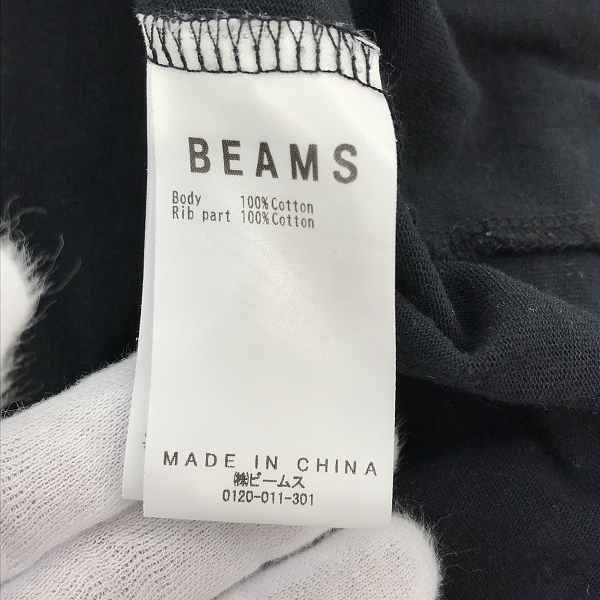 BEAMS
Body 100%Cotton
Rib part 100%Cotton
MADE IN CHINA
㈱ビームス
0120-011-301